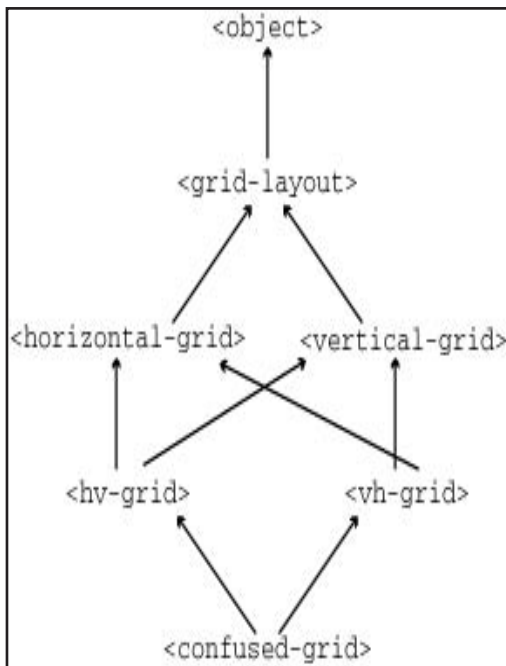 <object>
<grid-layout>
<horizontal-grid> <vertical-grid>
<hv-grid> <vh-grid>
<confused-grid>